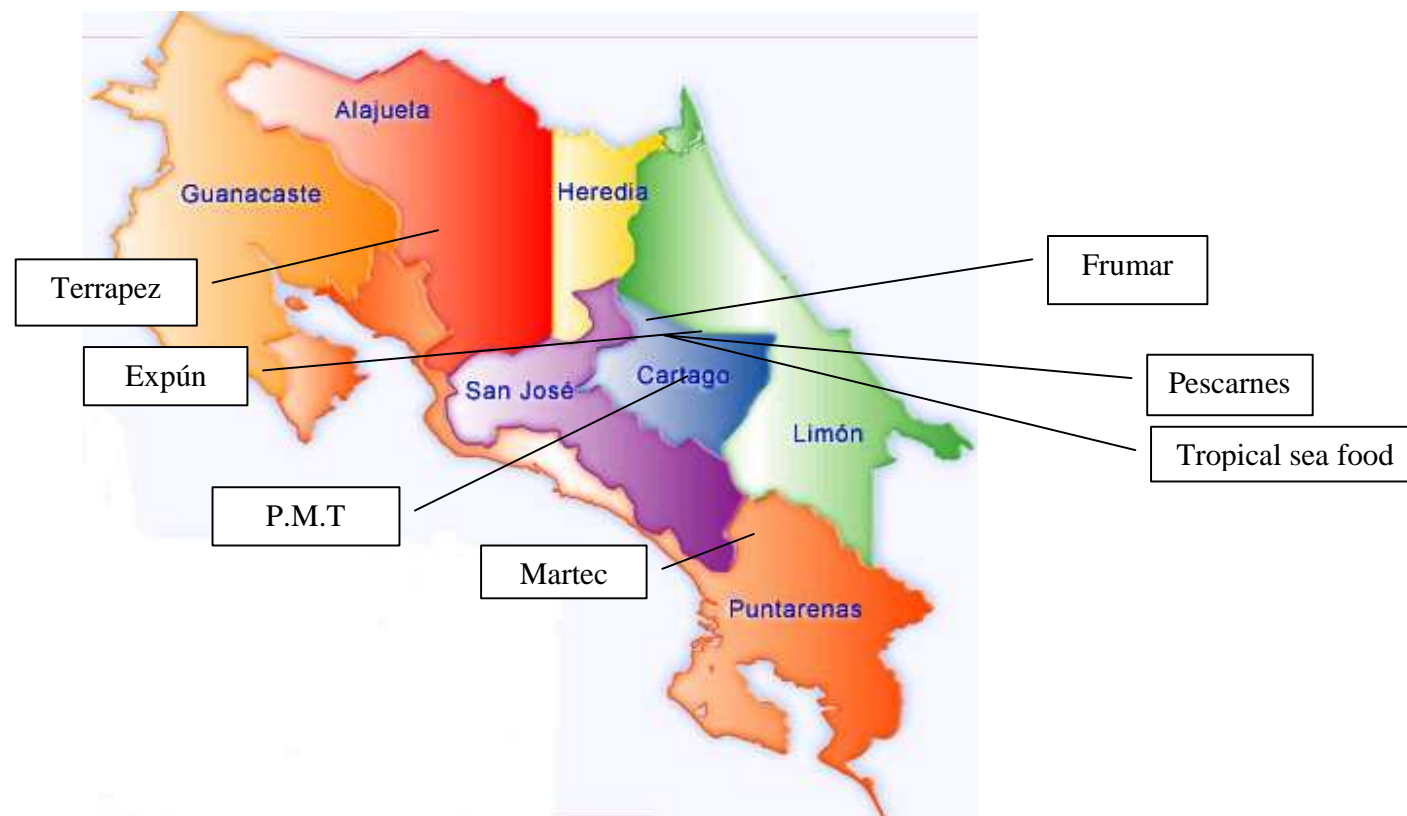 Alajuela
Guanacaste
Heredia
Terrapez
Frumar
Expún
San José
Cartago
Pescarnes
Limón
Tropical sea food
P.M.T
Martec
Puntarenas